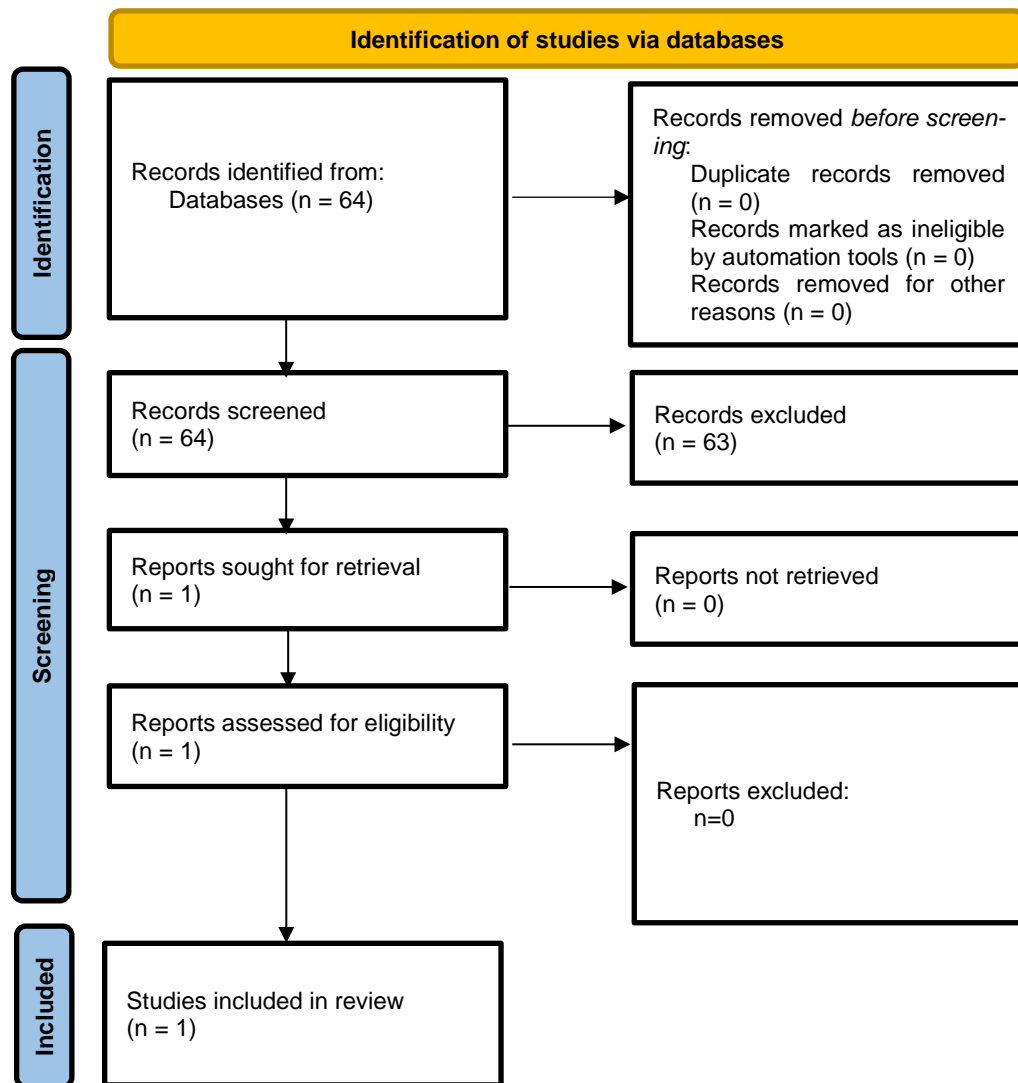 Identification of studies via databases
Identification
Records identified from:
Databases (n = 64)
Records removed before screen-
ing:
Duplicate records removed
(n = 0)
Records marked as ineligible
by automation tools (n = 0)
Records removed for other
reasons (n = 0)
Screening
Records screened
(n = 64)
Records excluded
(n = 63)
Reports sought for retrieval
(n = 1)
Reports not retrieved
(n = 0)
Reports assessed for eligibility
(n = 1)
Reports excluded:
n=0
Included
Studies included in review
(n = 1)